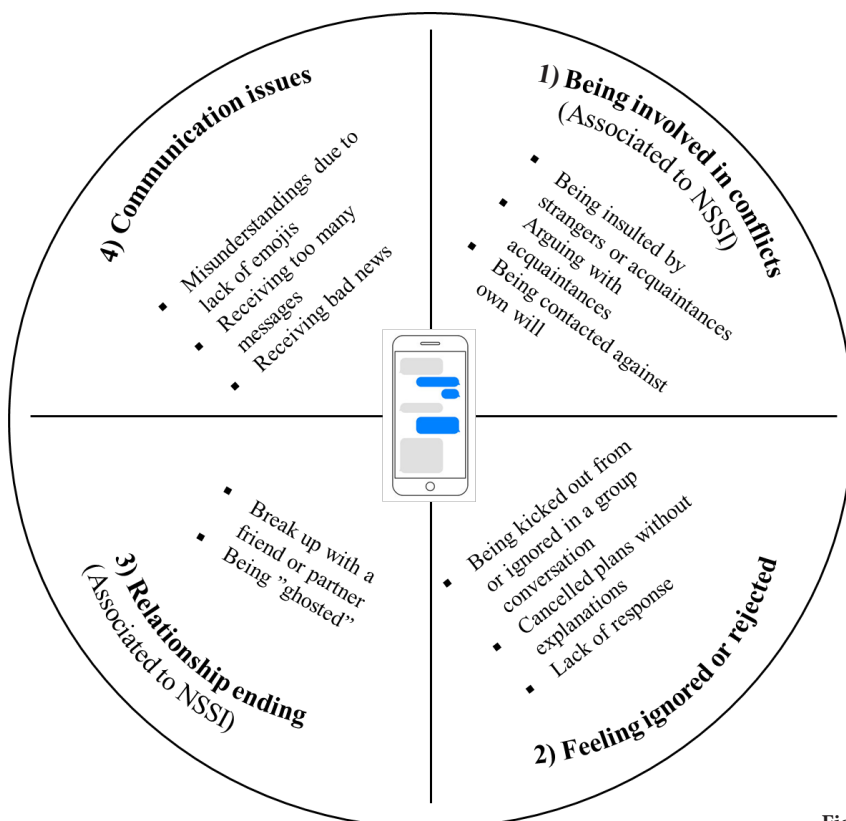 4) Communication issues
Misunderstandings due to
lack of emojis
Receiving too many
messages
Receiving bad news
1) Being involved in conflicts
(Associated to NSSI)
Being insulted by
strangers or acquaintances
Arguing with
acquaintances
Being contacted against
own will
Break up with a
friend or partner
Being ”ghosted”
3) Relationship ending
(Associated to NSSI)
Being kicked out from
or ignored in a group
conversation
Cancelled plans without
explanations
Lack of response
2) Feeling ignored or rejected